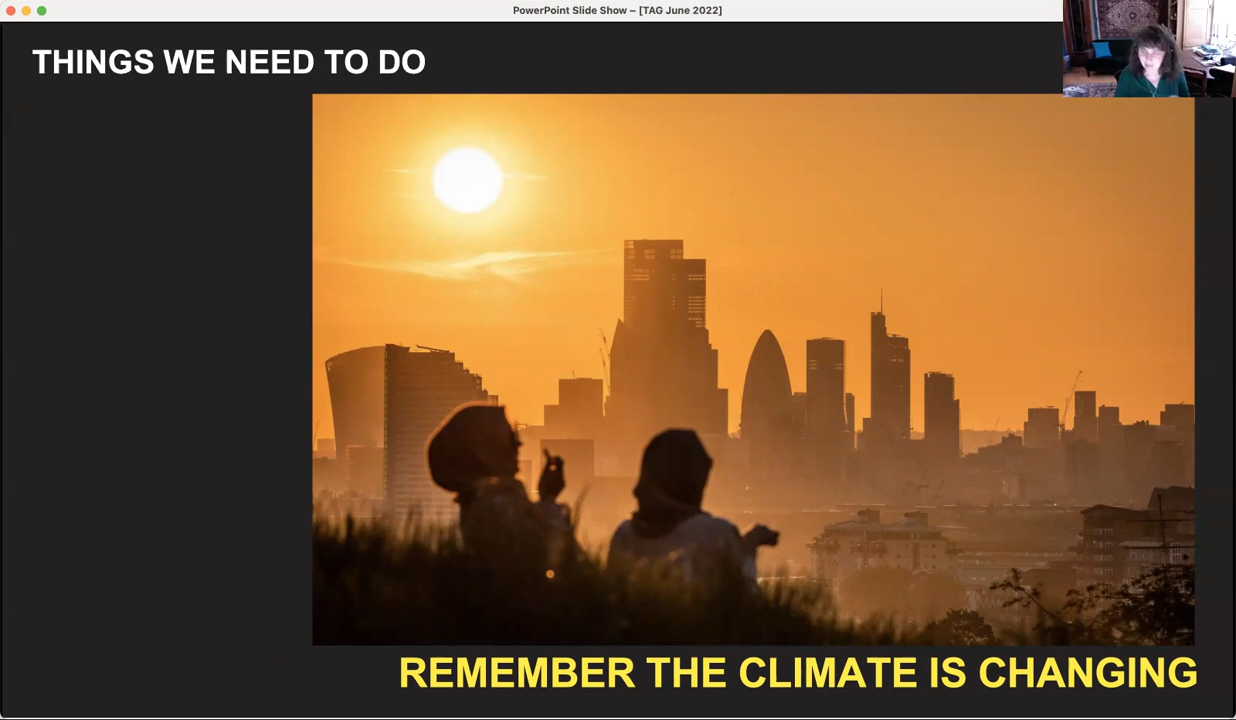 PowerPoint Slide Show – [TAG June 2022]
THINGS WE NEED TO DO
REMEMBER THE CLIMATE IS CHANGING